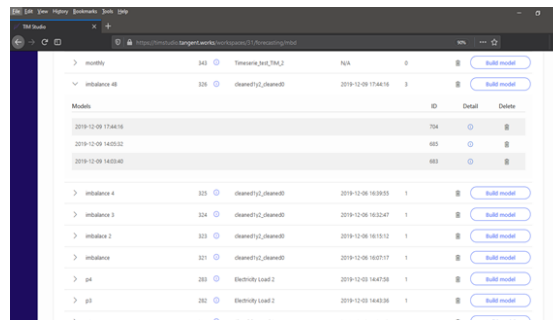 File Edit View History Bookmarks Tools Help
TIM Studio
https://timstudio.tangent.works/workspaces/31/forecasting/mbd
90%
monthly 343 Timeserie_test_TIM_2 N/A 0 Build model
imbalance 48 326 cleaned1y2_cleaned0 2019-12-09 17:44:16 3 Build model
Models ID Detail Delete
2019-12-09 17:44:16 704
2019-12-09 14:05:32 685
2019-12-09 14:03:40 683
imbalance 4 325 cleaned1y2_cleaned0 2019-12-06 16:39:55 1 Build model
imbalance 3 324 cleaned1y2_cleaned0 2019-12-06 16:32:47 1 Build model
imbalace 2 323 cleaned1y2_cleaned0 2019-12-06 16:15:12 1 Build model
imbalance 321 cleaned1y2_cleaned0 2019-12-06 16:07:17 1 Build model
p4 283 Electricity Load 2 2019-12-03 14:47:36 1 Build model
p3 282 Electricity Load 2 2019-12-03 14:43:36 1 Build model